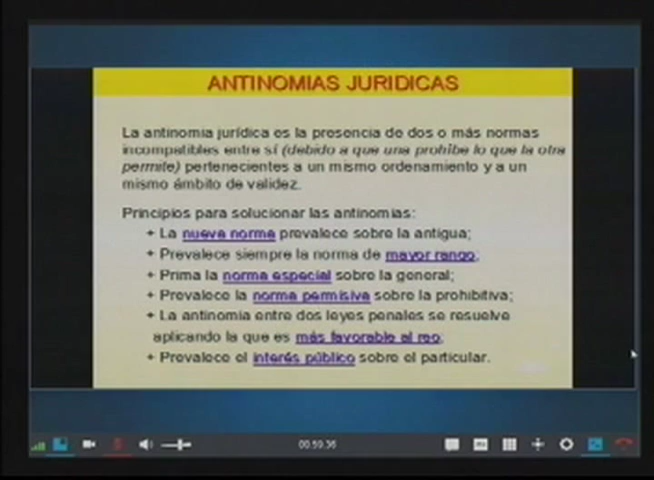 ANTINOMIAS JURIDICAS
La antinomia jurídica es la presencia de dos o más normas
incompatibles entre sí (debido a que una prohíbe lo que la otra
permite) pertenecientes a un mismo ordenamiento y a un
mismo ámbito de validez.
Principios para solucionar las antinomias:
+ La nueva norma prevalece sobre la antigua;
+ Prevalece siempre la norma de mayor rango;
+ Prima la norma especial sobre la general;
+ Prevalece la norma permisiva sobre la prohibitiva;
+ La antinomia entre dos leyes penales se resuelve
aplicando la que es más favorable al reo;
+ Prevalece el interés público sobre el particular.
00:59:36